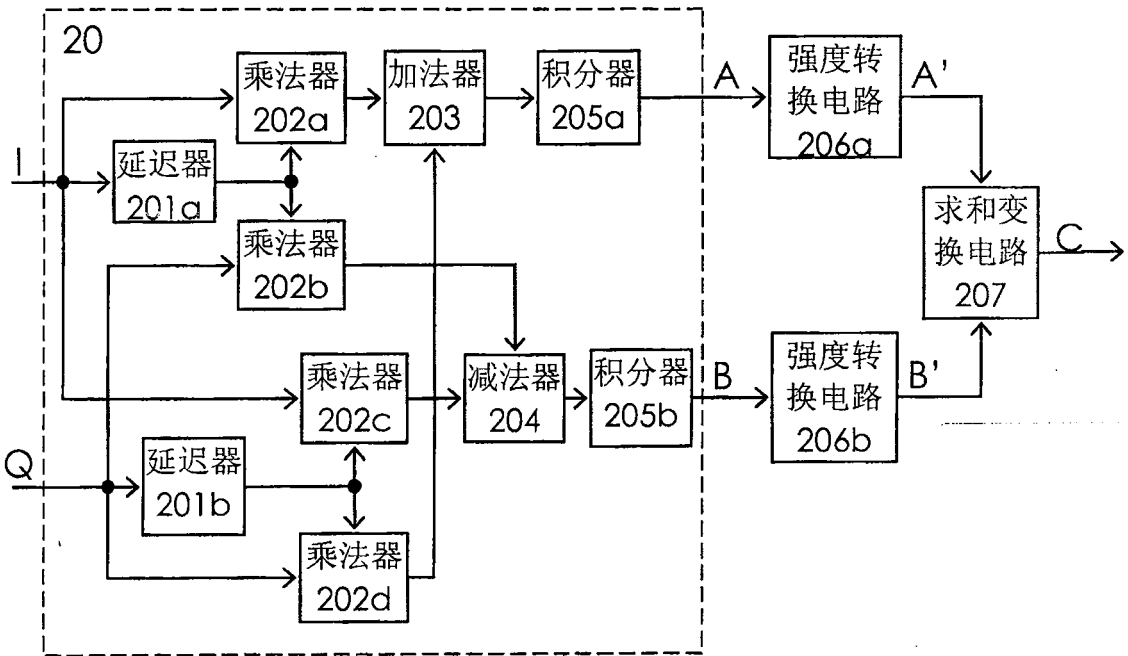 20
乘法器
202a
加法器
203
积分器
205a
A
强度转
换电路
206a
A'
I
延迟器
201a
乘法器
202b
求和变
换电路
207
C
乘法器
202c
减法器
204
积分器
205b
B
强度转
换电路
206b
B'
Q
延迟器
201b
乘法器
202d